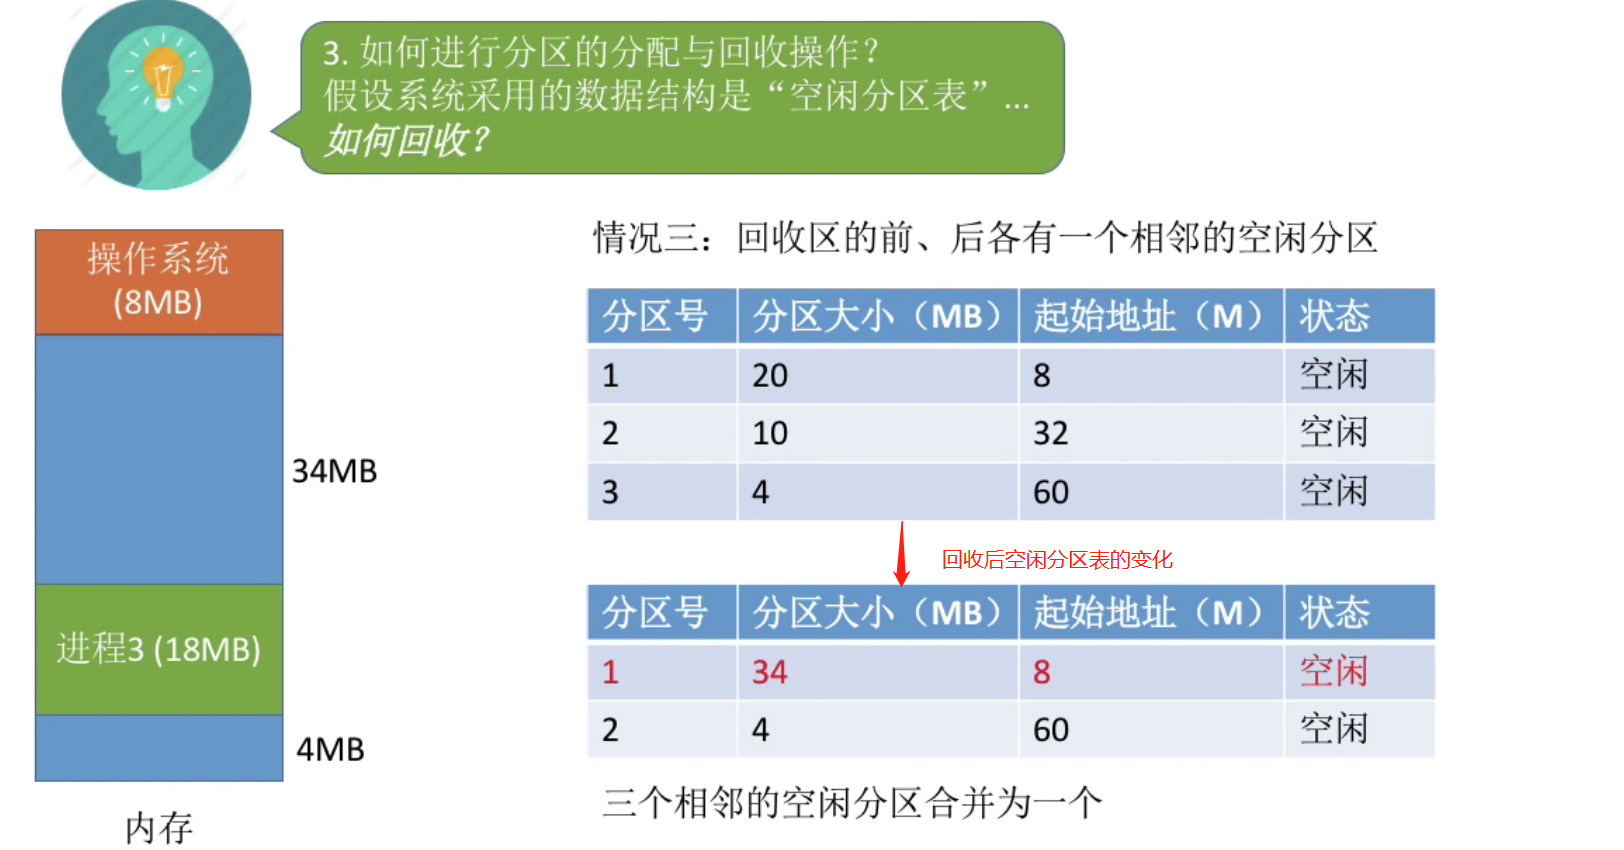 3. 如何进行分区的分配与回收操作？
假设系统采用的数据结构是“空闲分区表”...
如何回收？
情况三：回收区的前、后各有一个相邻的空闲分区
操作系统
(8MB)
34MB
进程3 (18MB)
4MB
内存
分区号 分区大小（MB） 起始地址（M） 状态
1 20 8 空闲
2 10 32 空闲
3 4 60 空闲
回收后空闲分区表的变化
分区号 分区大小（MB） 起始地址（M） 状态
1 34 8 空闲
2 4 60 空闲
三个相邻的空闲分区合并为一个